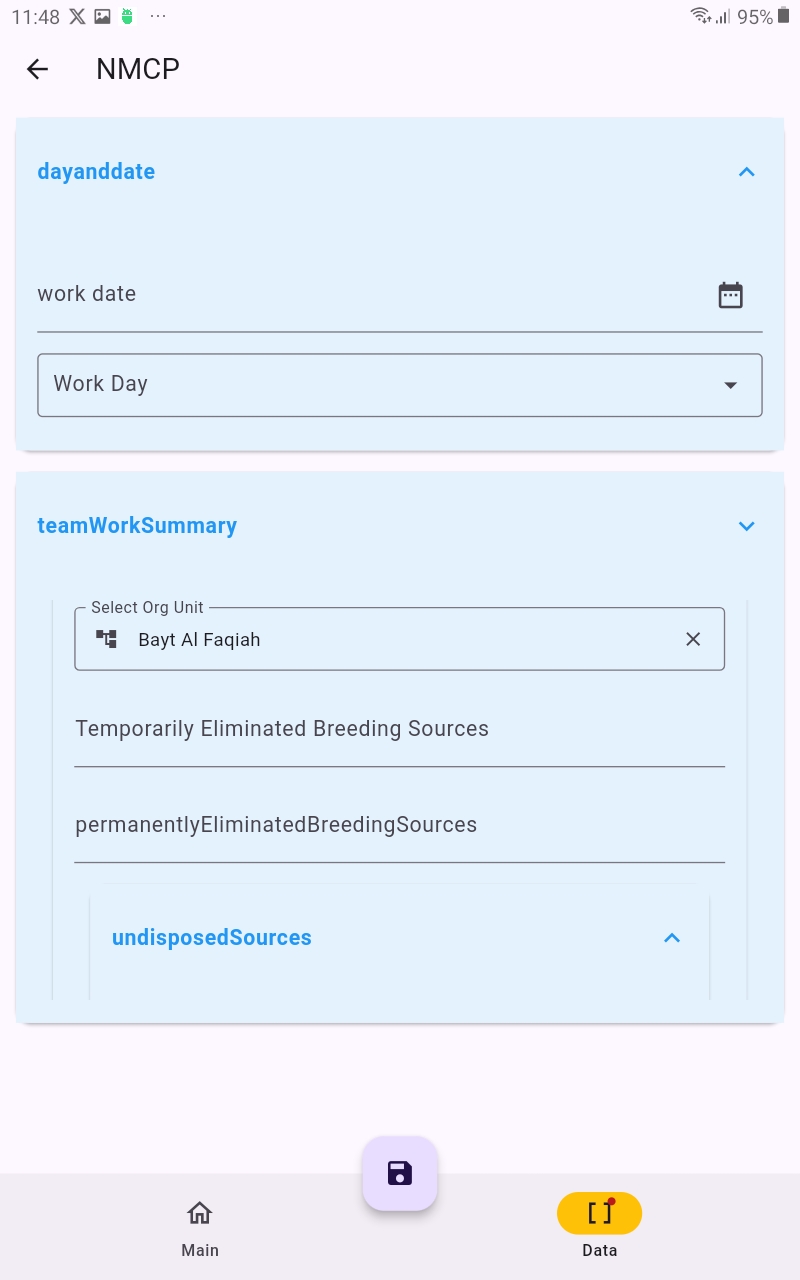 11:48 95%
NMCP
dayanddate
work date
Work Day
teamWorkSummary
Select Org Unit
Bayt Al Faqiah
Temporarily Eliminated Breeding Sources
permanentlyEliminatedBreedingSources
undisposedSources
Main
Data